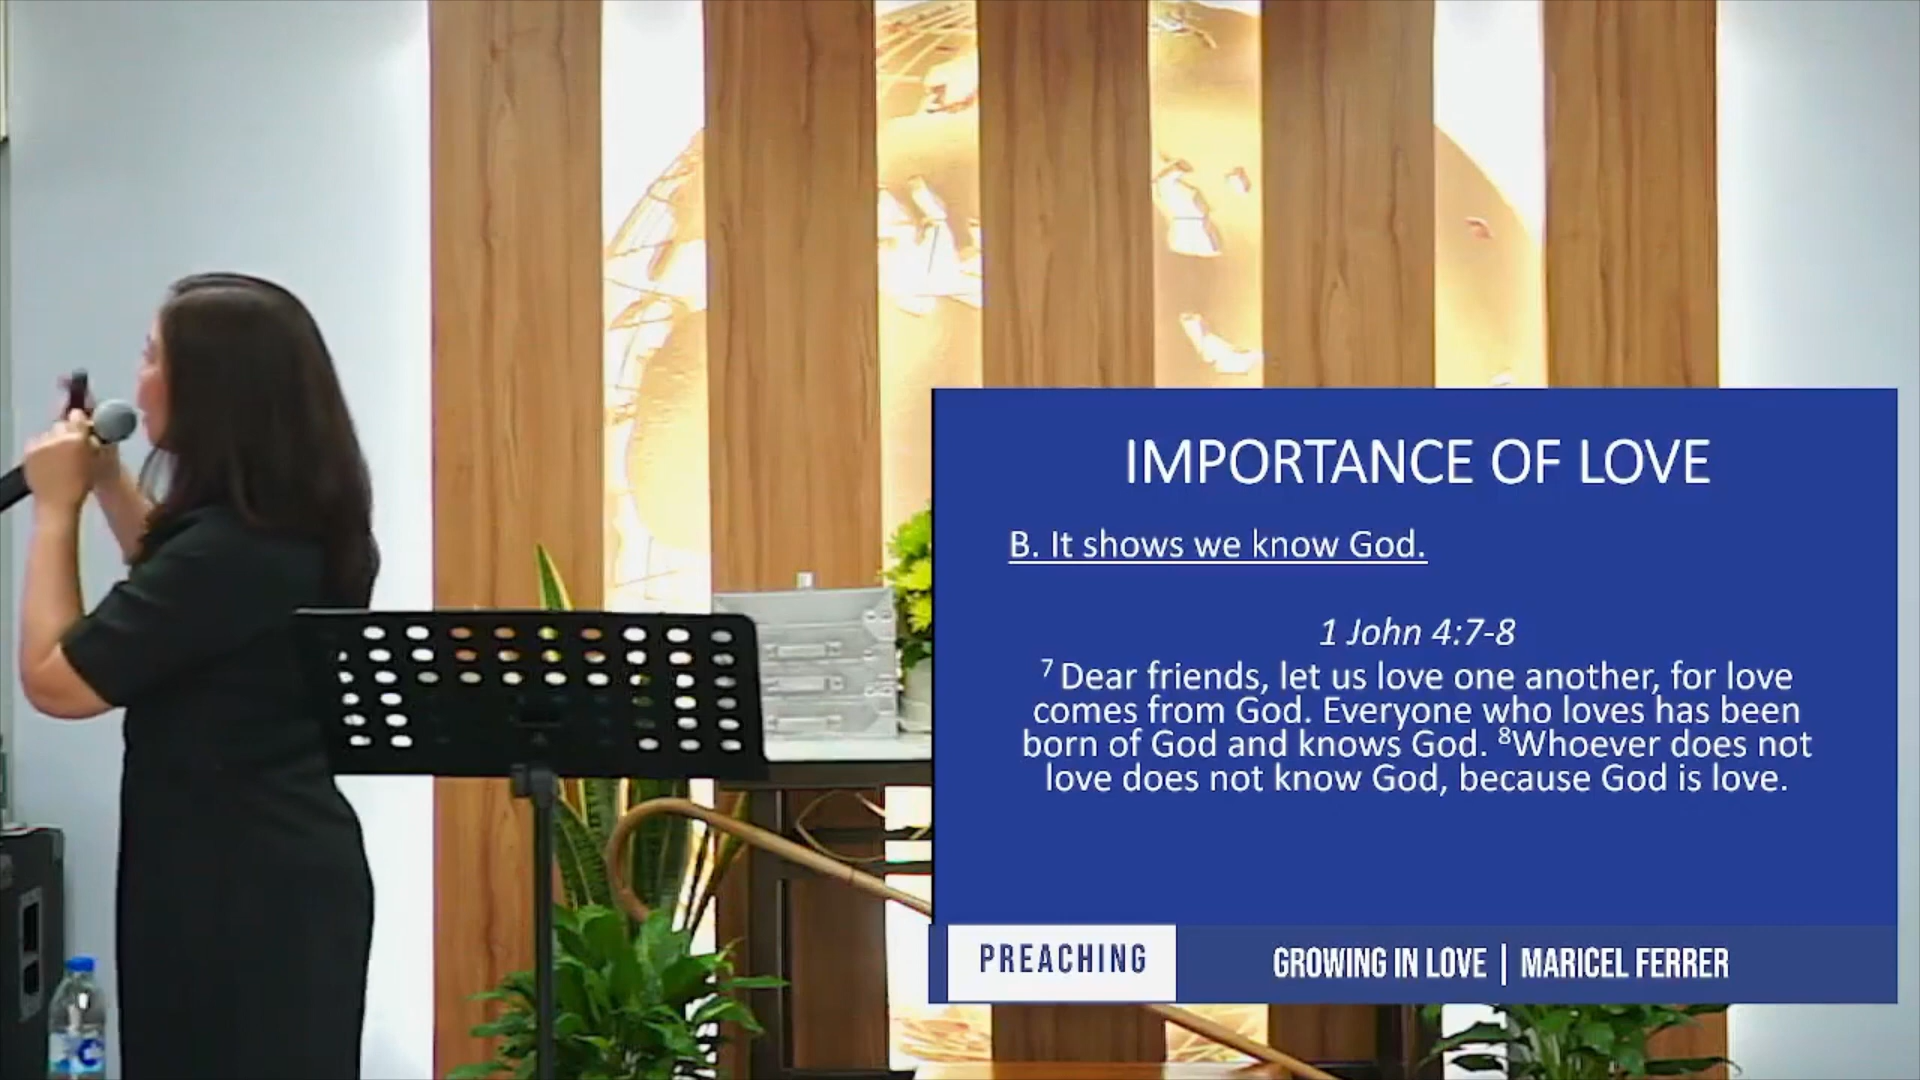 IMPORTANCE OF LOVE
B. It shows we know God.
1 John 4:7-8
⁷ Dear friends, let us love one another, for love
comes from God. Everyone who loves has been
born of God and knows God. ⁸Whoever does not
love does not know God, because God is love.
PREACHING
GROWING IN LOVE | MARICEL FERRER